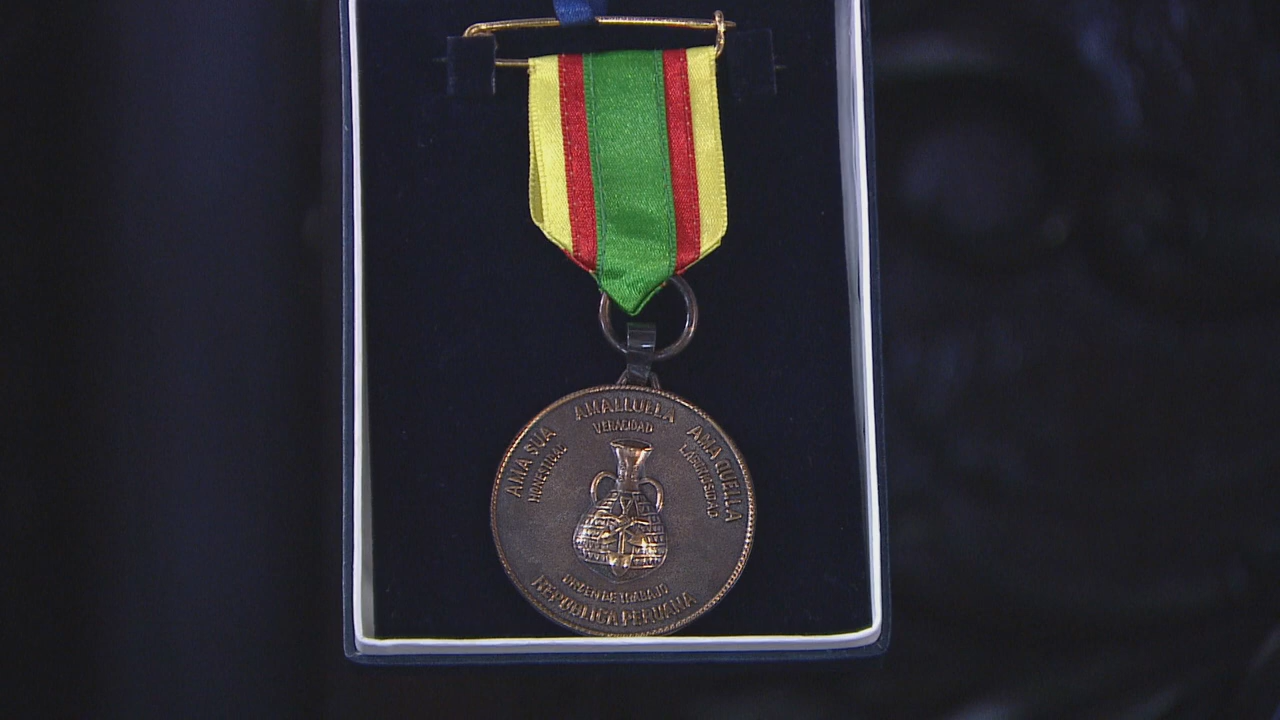 AMA SUA
HONESTIDAD
AMA LLULLA
VERACIDAD
AMA QUELLA
LABORIOSIDAD
ORDEN DE TRABAJO
REPUBLICA PERUANA